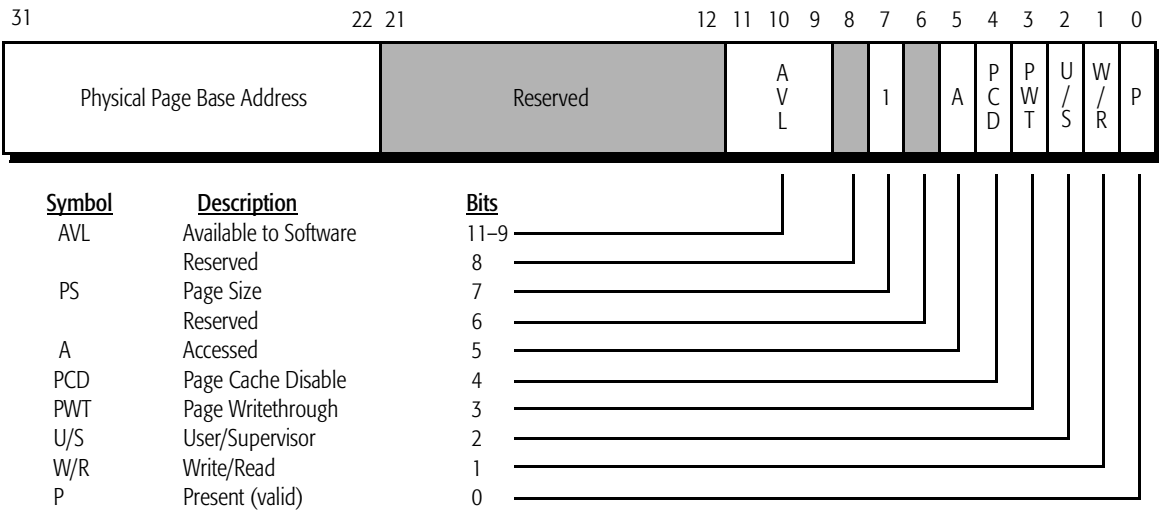 31 22 21 12 11 10 9 8 7 6 5 4 3 2 1 0
Physical Page Base Address Reserved AVL 1 A PCD PWT U/S W/R P
Symbol Description Bits
AVL Available to Software 11–9
Reserved 8
PS Page Size 7
Reserved 6
A Accessed 5
PCD Page Cache Disable 4
PWT Page Writethrough 3
U/S User/Supervisor 2
W/R Write/Read 1
P Present (valid) 0